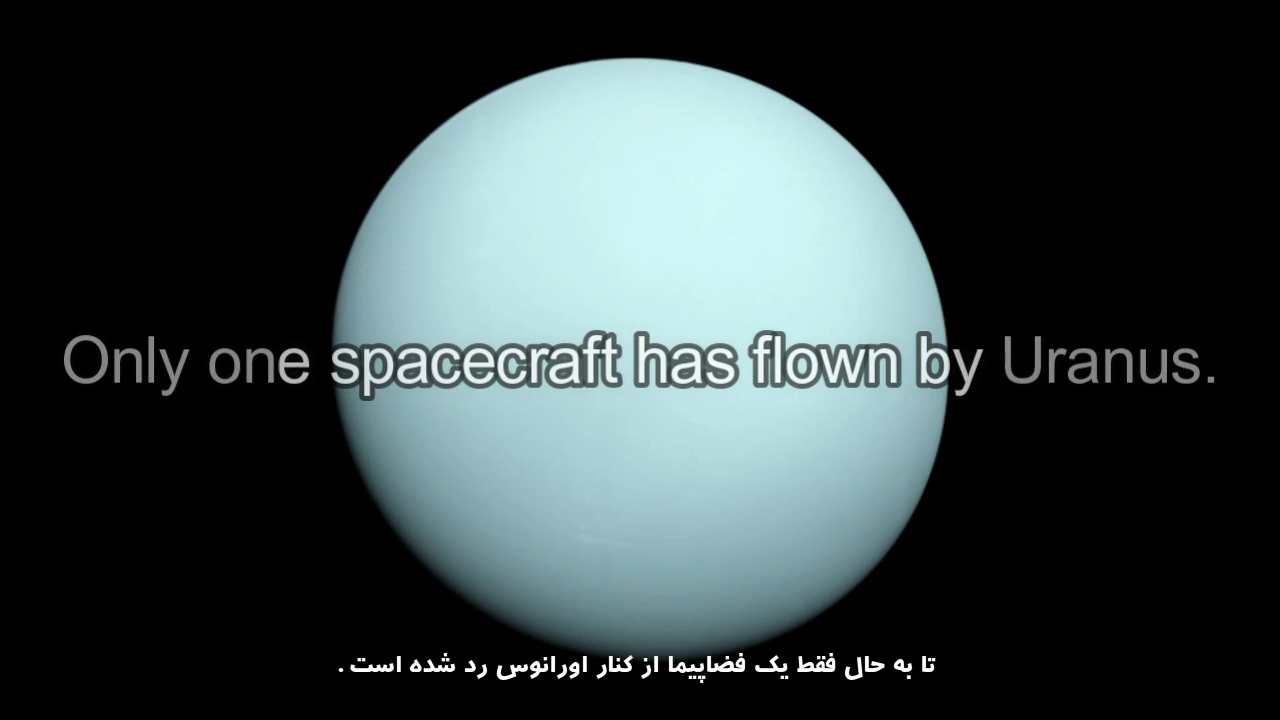 Only one spacecraft has flown by Uranus.
تا به حال فقط یک فضاپیما از کنار اورانوس رد شده است .